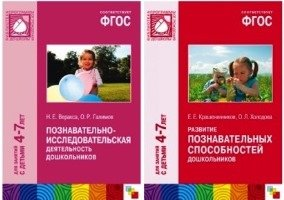 СООТВЕТСТВУЕТ
ФГОС
Н. Е. Веракса, О. Р. Галимов
ПОЗНАВАТЕЛЬНО-
ИССЛЕДОВАТЕЛЬСКАЯ
ДЕЯТЕЛЬНОСТЬ
ДОШКОЛЬНИКОВ
ДЛЯ ЗАНЯТИЙ
С ДЕТЬМИ 4-7 ЛЕТ
СООТВЕТСТВУЕТ
ФГОС
Е. Е. Крашенинников, О. Л. Холодова
РАЗВИТИЕ
ПОЗНАВАТЕЛЬНЫХ
СПОСОБНОСТЕЙ
ДОШКОЛЬНИКОВ
ДЛЯ ЗАНЯТИЙ
С ДЕТЬМИ 4-7 ЛЕТ